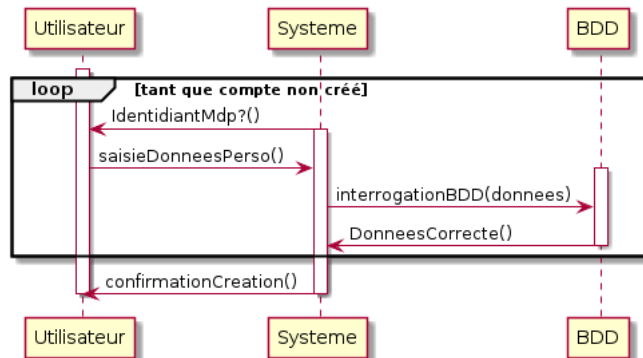 Utilisateur
Systeme
BDD
loop
[tant que compte non créé]
IdentidiantMdp?()
saisieDonneesPerso()
interrogationBDD(donnees)
DonneesCorrecte()
confirmationCreation()
Utilisateur
Systeme
BDD